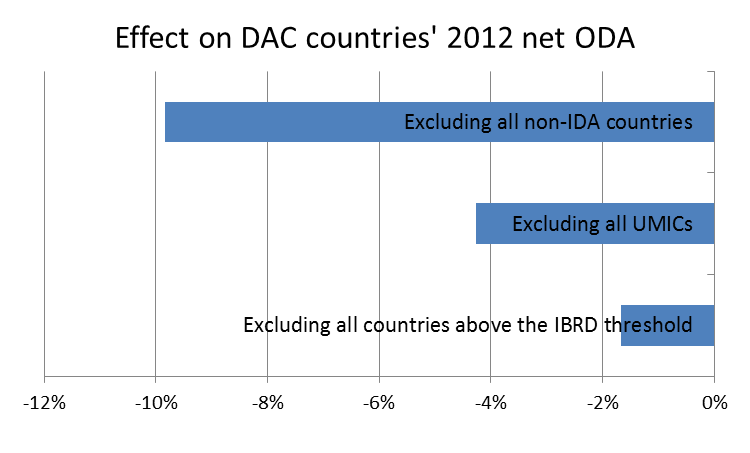 Effect on DAC countries' 2012 net ODA
Excluding all non-IDA countries
Excluding all UMICs
Excluding all countries above the IBRD threshold
-12% -10% -8% -6% -4% -2% 0%